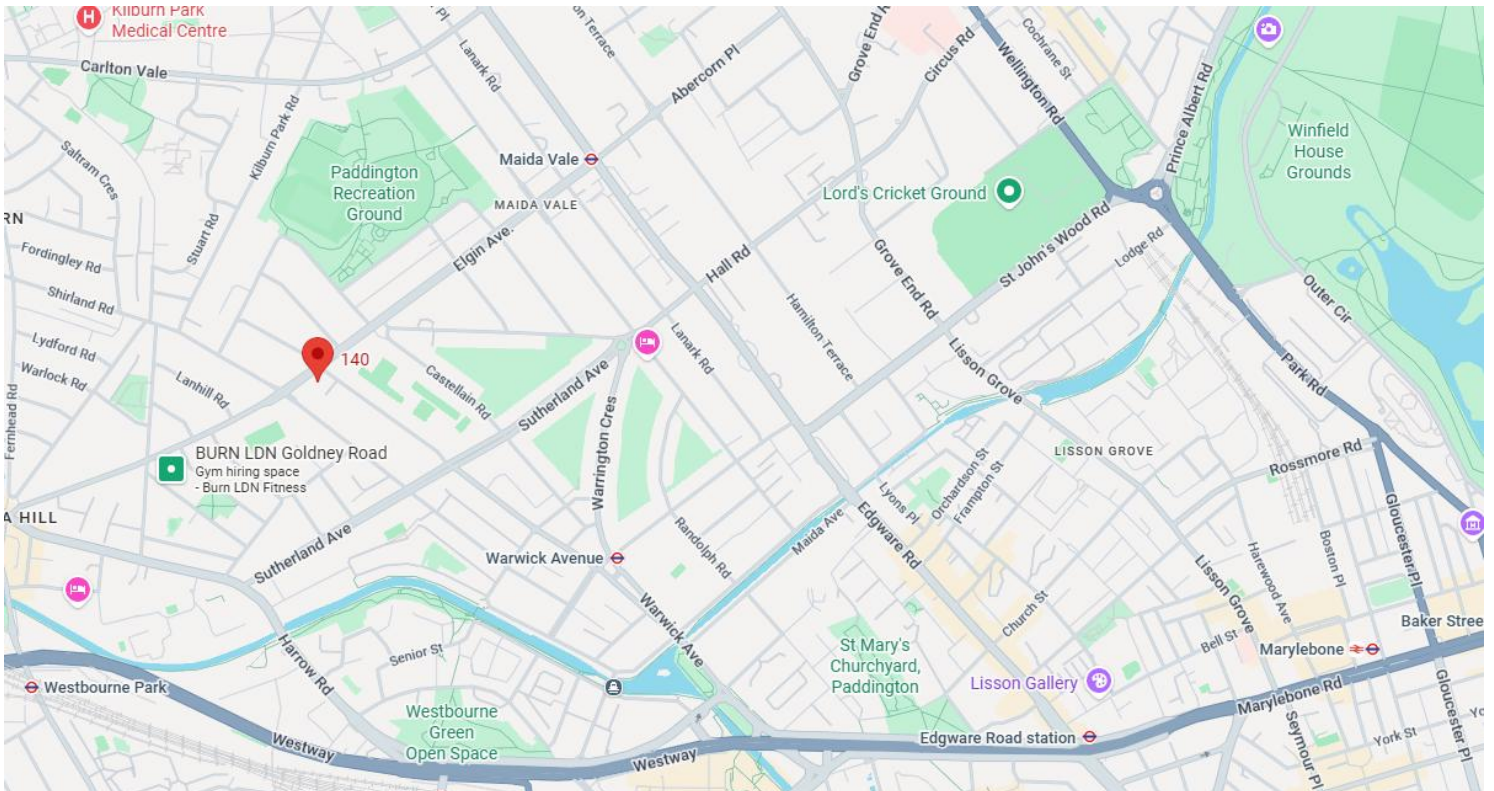 Kilburn Park
Medical Centre
Carlton Vale
Lanark Rd
Abercorn Pl
Grove End R
Circus Rd
Cochrane St
Wellington Rd
Prince Albert Rd
Winfield
House
Grounds
Saltram Cres
Kilburn Park Rd
Paddington
Recreation
Ground
Maida Vale
MAIDA VALE
Lord's Cricket Ground
RN
Stuart Rd
Elgin Ave.
Fordingley Rd
Shirland Rd
Hall Rd
Grove End Rd
St John's Wood Rd
Lodge Rd
Outer Cir
Lydford Rd
Warlock Rd
Lanhill Rd
140
Castellain Rd
Sutherland Ave
Lanark Rd
Hamilton Terrace
Lisson Grove
Park Rd
Fernhead Rd
BURN LDN Goldney Road
Gym hiring space
- Burn LDN Fitness
Warrington Cres
LISSON GROVE
Rossmore Rd
A HILL
Sutherland Ave
Warwick Avenue
Randolph Rd
Maida Ave
Lyons Pl
Orchardson St
Frampton St
Edgware Rd
Gloucester Pl
Boston Pl
Harewood Ave
Lisson Grove
Harrow Rd
Senior St
Warwick Ave
Church St
Bell St
Baker Stree
Marylebone
St Mary's
Churchyard,
Paddington
Lisson Gallery
Westbourne Park
Westbourne
Green
Open Space
Westway
Westway
Edgware Road station
Marylebone Rd
Seymour Pl
York St
Gloucester Pl